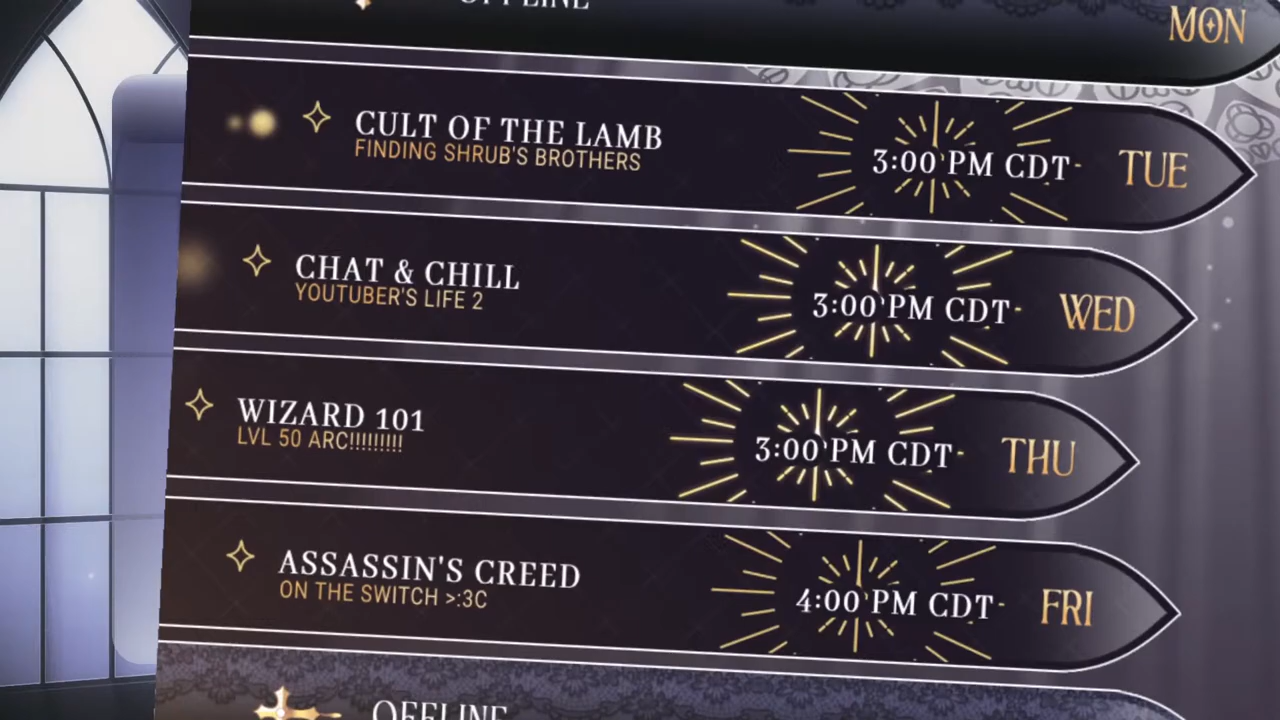 OFFLINE
MON
CULT OF THE LAMB
FINDING SHRUB'S BROTHERS
3:00 PM CDT
TUE
CHAT & CHILL
YOUTUBER'S LIFE 2
3:00 PM CDT
WED
WIZARD 101
LVL 50 ARC!!!!!!!!!
3:00 PM CDT
THU
ASSASSIN'S CREED
ON THE SWITCH >:3C
4:00 PM CDT
FRI
OFFLINE